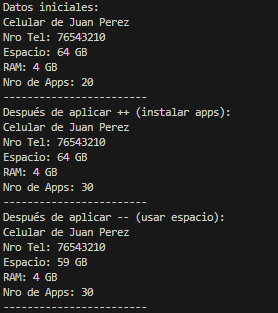 Datos iniciales:
Celular de Juan Perez
Nro Tel: 76543210
Espacio: 64 GB
RAM: 4 GB
Nro de Apps: 20
------------------------
Después de aplicar ++ (instalar apps):
Celular de Juan Perez
Nro Tel: 76543210
Espacio: 64 GB
RAM: 4 GB
Nro de Apps: 30
------------------------
Después de aplicar -- (usar espacio):
Celular de Juan Perez
Nro Tel: 76543210
Espacio: 59 GB
RAM: 4 GB
Nro de Apps: 30
------------------------